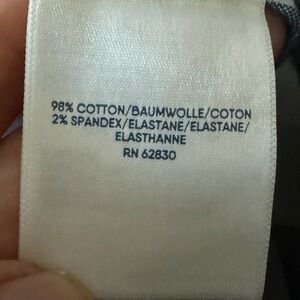 98% COTTON/BAUMWOLLE/COTON
2% SPANDEX/ELASTANE/ELASTANE/
ELASTHANNE
RN 62830